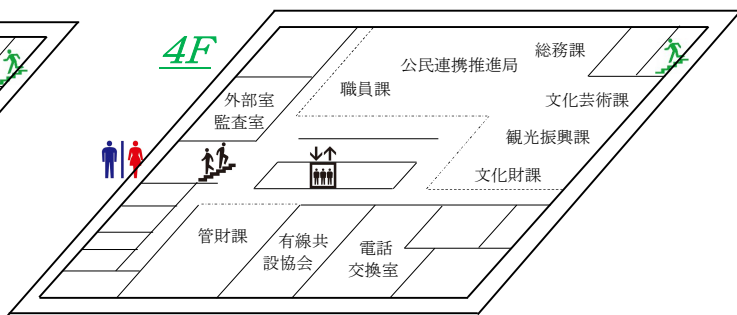 4F
総務課
公民連携推進局
職員課
外部室
監査室
文化芸術課
観光振興課
文化財課
管財課
有線共
設協会
電話
交換室